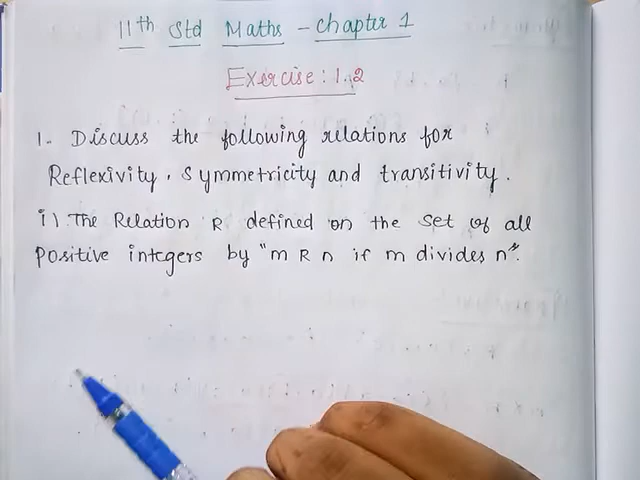 11th Std Maths - Chapter 1
Exercise: 1.2
1. Discuss the following relations for
Reflexivity, Symmetricity and transitivity.
i) The Relation R defined on the set of all
Positive integers by "m R n if m divides n".